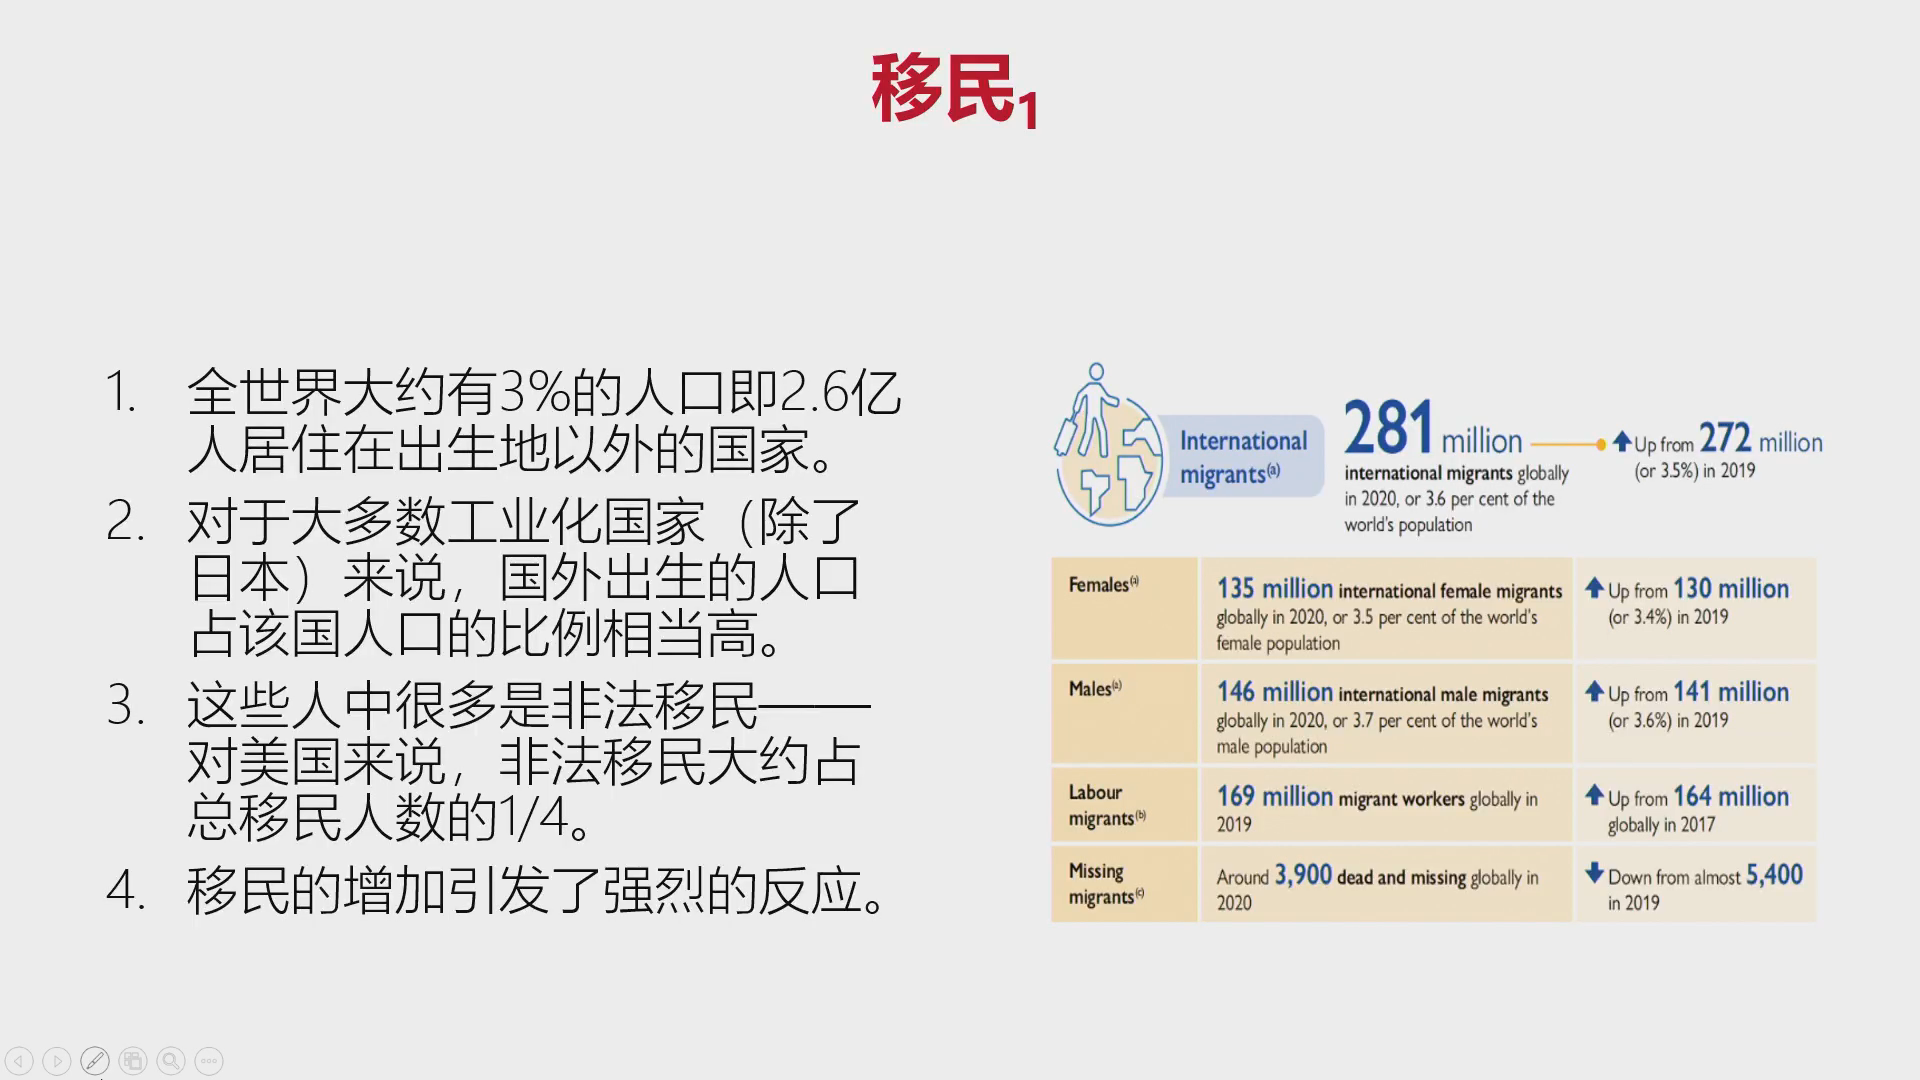 移民1
1. 全世界大约有3%的人口即2.6亿
人居住在出生地以外的国家。
2. 对于大多数工业化国家（除了
日本）来说，国外出生的人口
占该国人口的比例相当高。
3. 这些人中很多是非法移民——
对美国来说，非法移民大约占
总移民人数的1/4。
4. 移民的增加引发了强烈的反应。
International
migrants(a)
281 million
international migrants globally
in 2020, or 3.6 per cent of the
world's population
Up from 272 million
(or 3.5%) in 2019
Females(a)
135 million international female migrants
globally in 2020, or 3.5 per cent of the world's
female population
Up from 130 million
(or 3.4%) in 2019
Males(a)
146 million international male migrants
globally in 2020, or 3.7 per cent of the world's
male population
Up from 141 million
(or 3.6%) in 2019
Labour
migrants(b)
169 million migrant workers globally in
2019
Up from 164 million
globally in 2017
Missing
migrants(c)
Around 3,900 dead and missing globally in
2020
Down from almost 5,400
in 2019